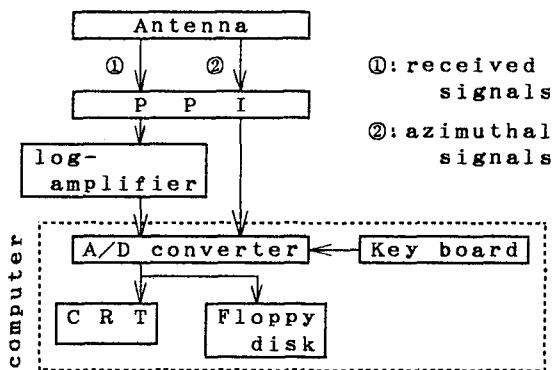 Antenna
① ②
①: received
signals
P P I
②: azimuthal
signals
log-
amplifier
computer
A/D converter
Key board
C R T
Floppy
disk